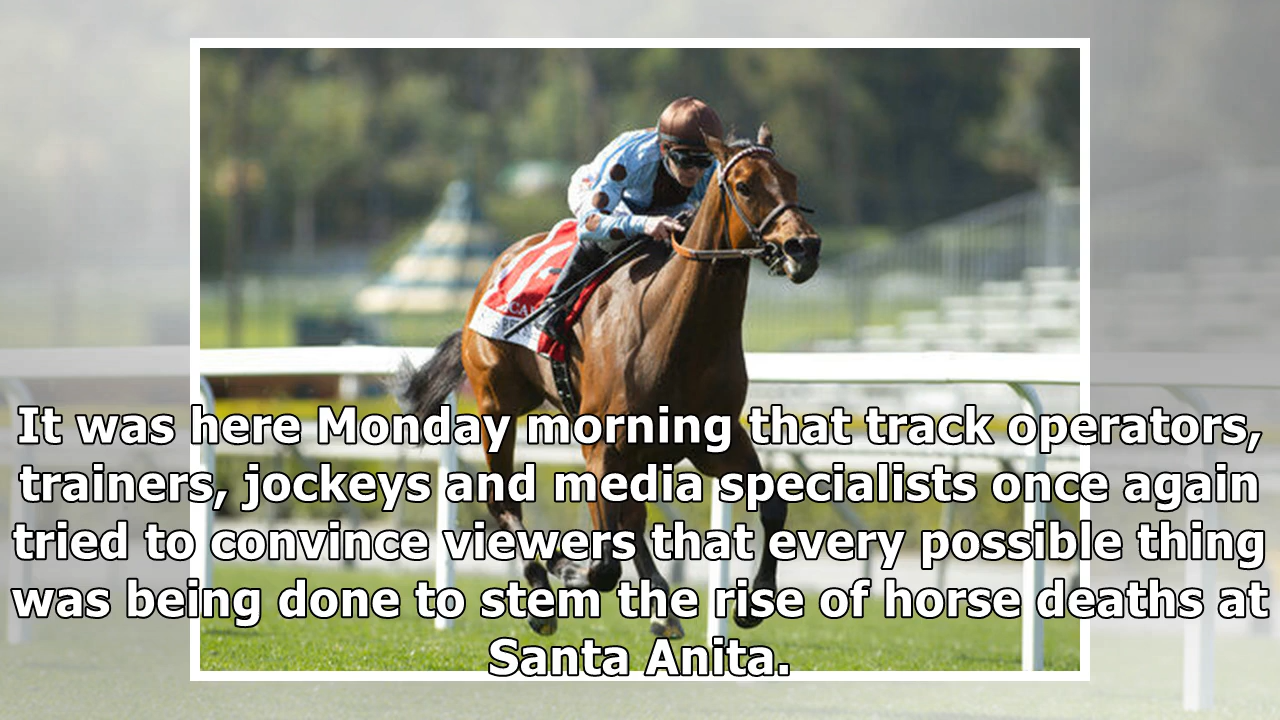 It was here Monday morning that track operators,
trainers, jockeys and media specialists once again
tried to convince viewers that every possible thing
was being done to stem the rise of horse deaths at
Santa Anita.